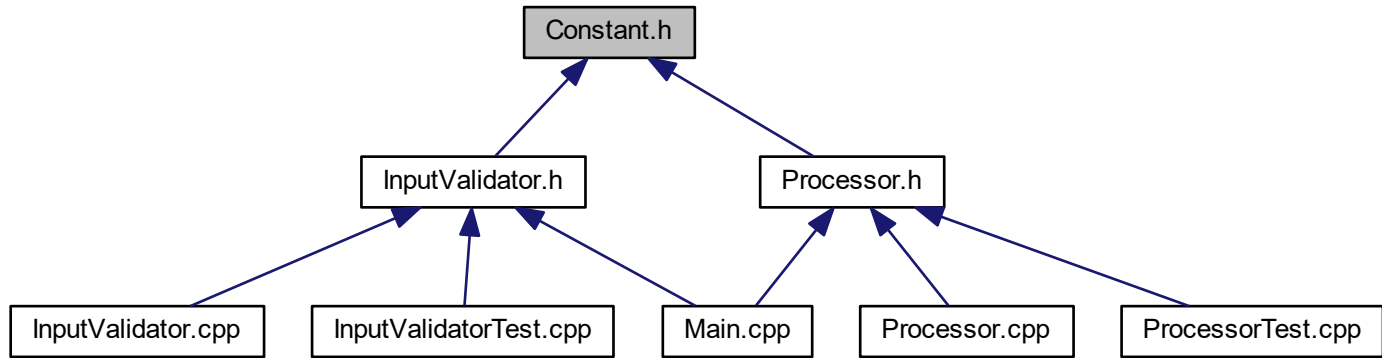 Constant.h
InputValidator.h
Processor.h
InputValidator.cpp
InputValidatorTest.cpp
Main.cpp
Processor.cpp
ProcessorTest.cpp